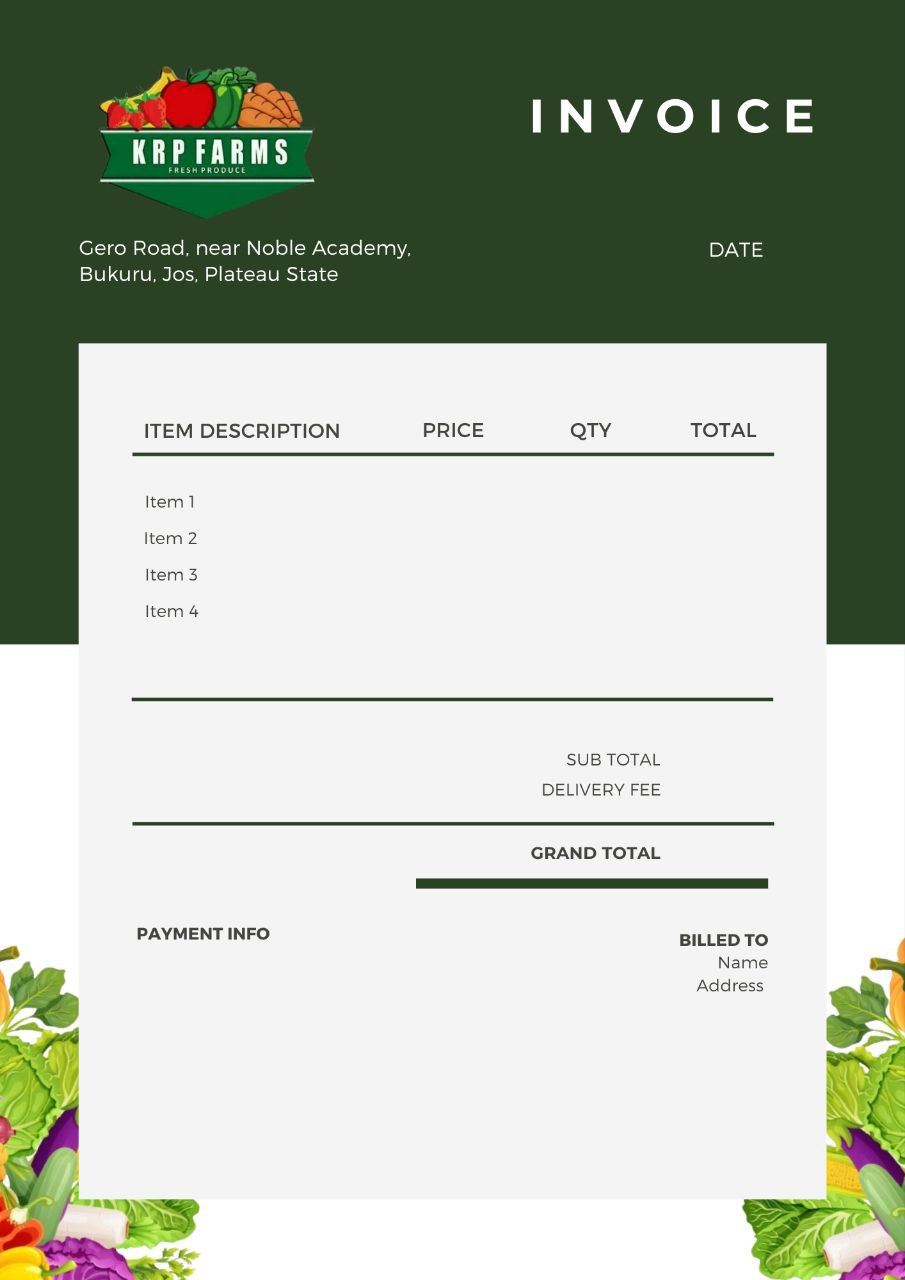 KRP FARMS
FRESH PRODUCE
INVOICE
Gero Road, near Noble Academy,
Bukuru, Jos, Plateau State
DATE
ITEM DESCRIPTION PRICE QTY TOTAL
Item 1
Item 2
Item 3
Item 4
SUB TOTAL
DELIVERY FEE
GRAND TOTAL
PAYMENT INFO
BILLED TO
Name
Address